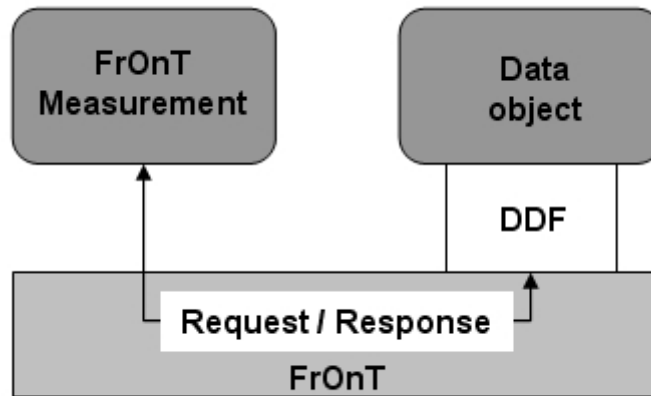 FrOnT
Measurement
Data
object
DDF
Request / Response
FrOnT